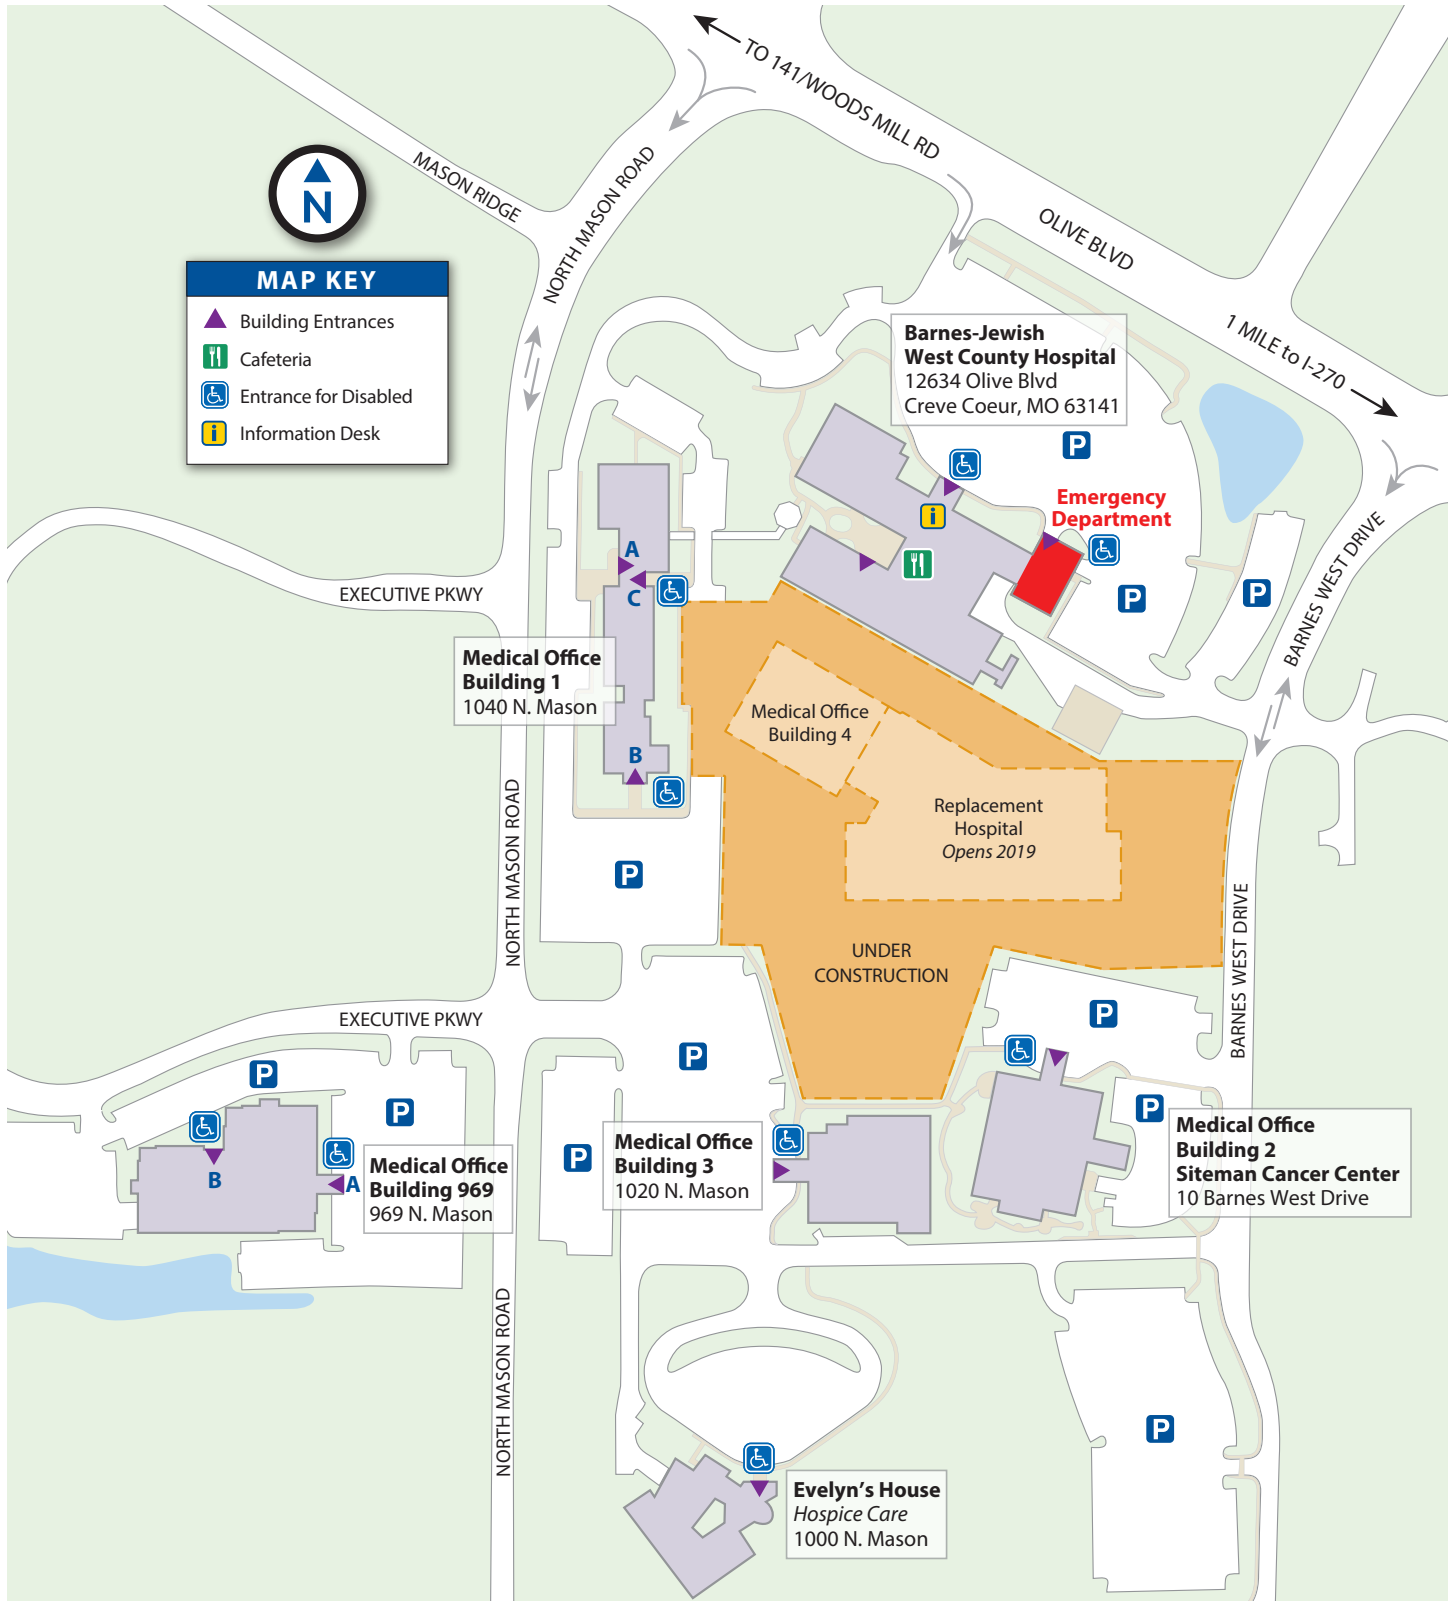 TO 141/WOODS MILL RD
MASON RIDGE
NORTH MASON ROAD
OLIVE BLVD
1 MILE to I-270
N
MAP KEY
Building Entrances
Cafeteria
Entrance for Disabled
i Information Desk
Barnes-Jewish
West County Hospital
12634 Olive Blvd
Creve Coeur, MO 63141
P
Emergency
Department
i
P
P
BARNES WEST DRIVE
EXECUTIVE PKWY
A
C
Medical Office
Building 1
1040 N. Mason
B
Medical Office
Building 4
Replacement
Hospital
Opens 2019
UNDER
CONSTRUCTION
NORTH MASON ROAD
P
BARNES WEST DRIVE
EXECUTIVE PKWY
P
P
P
P
B
A
Medical Office
Building 969
969 N. Mason
P
Medical Office
Building 3
1020 N. Mason
P
Medical Office
Building 2
Siteman Cancer Center
10 Barnes West Drive
NORTH MASON ROAD
P
Evelyn's House
Hospice Care
1000 N. Mason